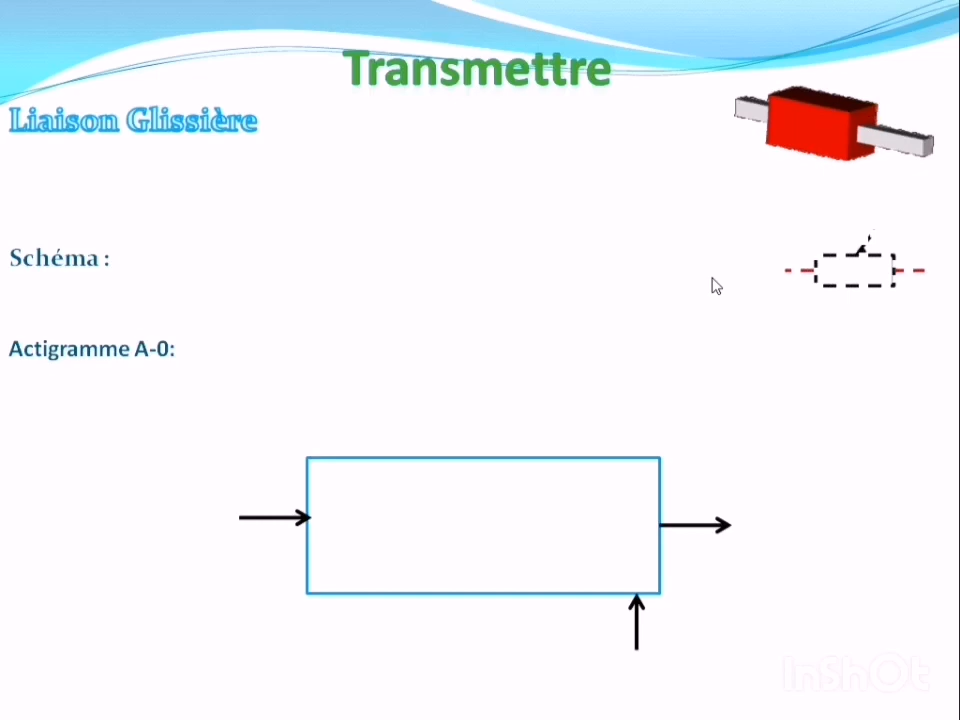 Transmettre
Liaison Glissière
Schéma :
Actigramme A-0:
InShOt